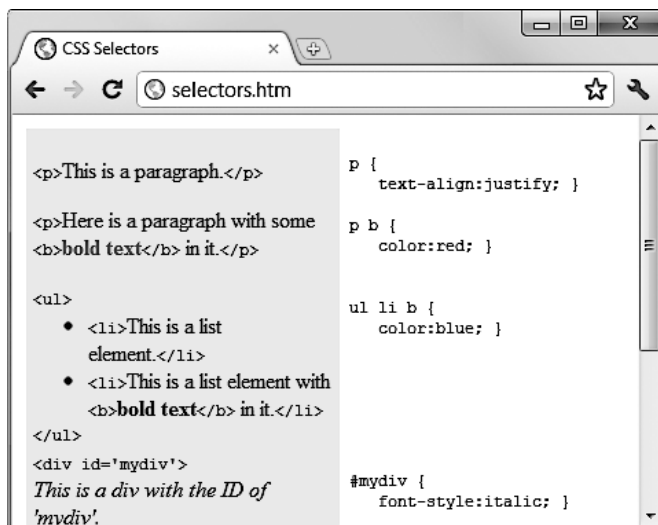 CSS Selectors
selectors.htm
<p>This is a paragraph.</p>
p {
text-align:justify; }
<p>Here is a paragraph with some
<b>bold text</b> in it.</p>
p b {
color:red; }
<ul>
• <li>This is a list
element.</li>
• <li>This is a list element with
<b>bold text</b> in it.</li>
</ul>
ul li b {
color:blue; }
<div id='mydiv'>
This is a div with the ID of
'mydiv'.
#mydiv {
font-style:italic; }